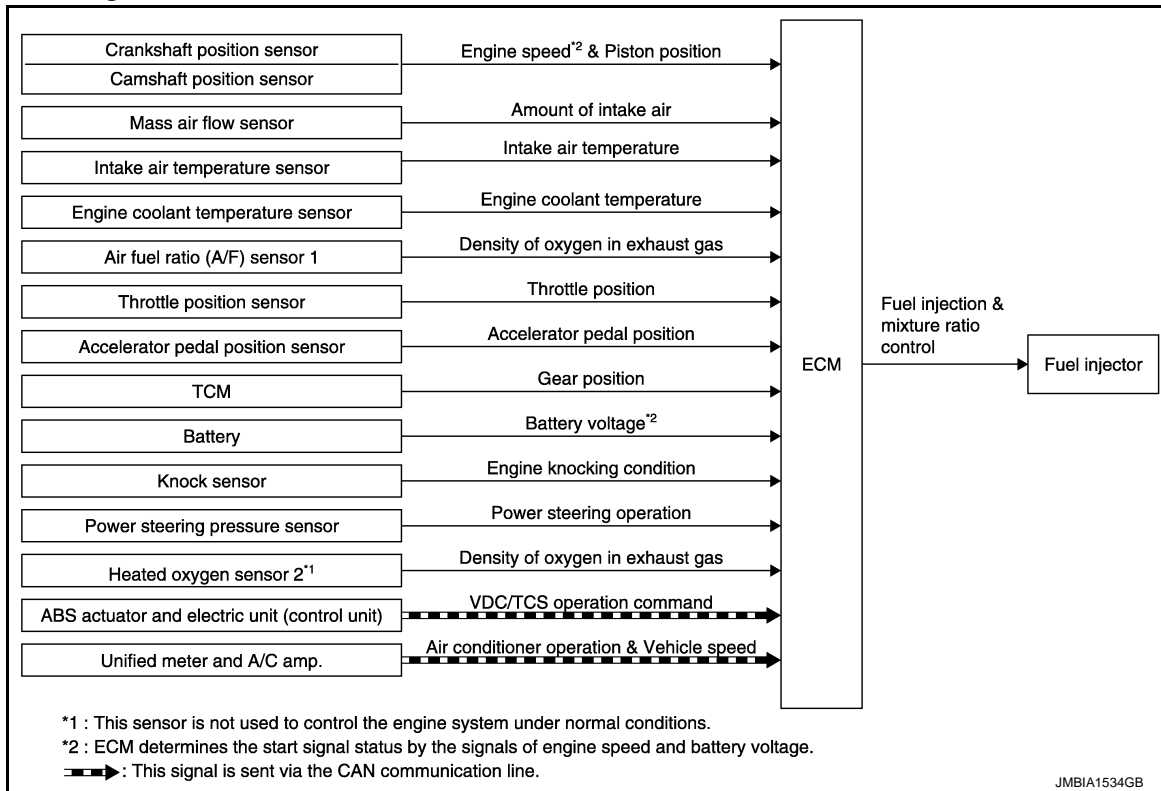 Crankshaft position sensor
Engine speed*2 & Piston position
Camshaft position sensor
Amount of intake air
Mass air flow sensor
Intake air temperature
Intake air temperature sensor
Engine coolant temperature
Engine coolant temperature sensor
Density of oxygen in exhaust gas
Air fuel ratio (A/F) sensor 1
Throttle position
Throttle position sensor
Accelerator pedal position
Accelerator pedal position sensor
Gear position
TCM
Battery voltage*2
Battery
Engine knocking condition
Knock sensor
Power steering operation
Power steering pressure sensor
Density of oxygen in exhaust gas
Heated oxygen sensor 2*1
VDC/TCS operation command
ABS actuator and electric unit (control unit)
Air conditioner operation & Vehicle speed
Unified meter and A/C amp.
ECM
Fuel injection &
mixture ratio
control
Fuel injector
*1 : This sensor is not used to control the engine system under normal conditions.
*2 : ECM determines the start signal status by the signals of engine speed and battery voltage.
: This signal is sent via the CAN communication line.
JMBIA1534GB